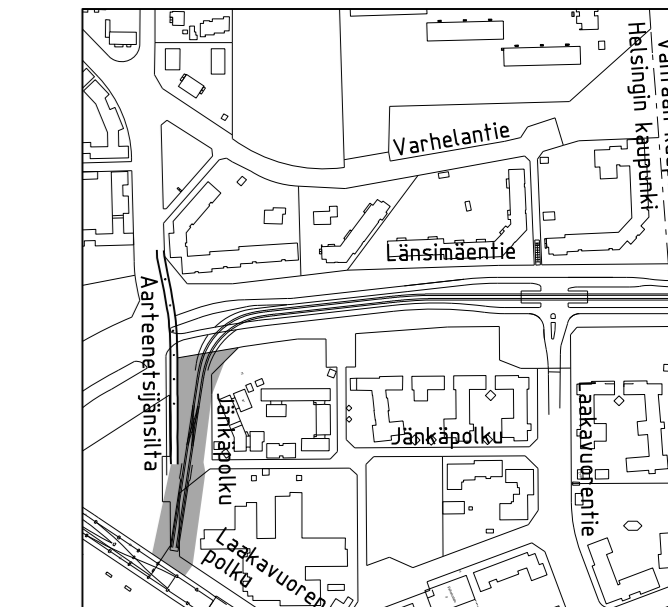 Helsingin kaupunki
Varhelantie
Länsimäentie
Aarteenetsijänsilta
Jänkäpolku
Jänkäpolku
Laakavuorentie
Laakavuoren
polku